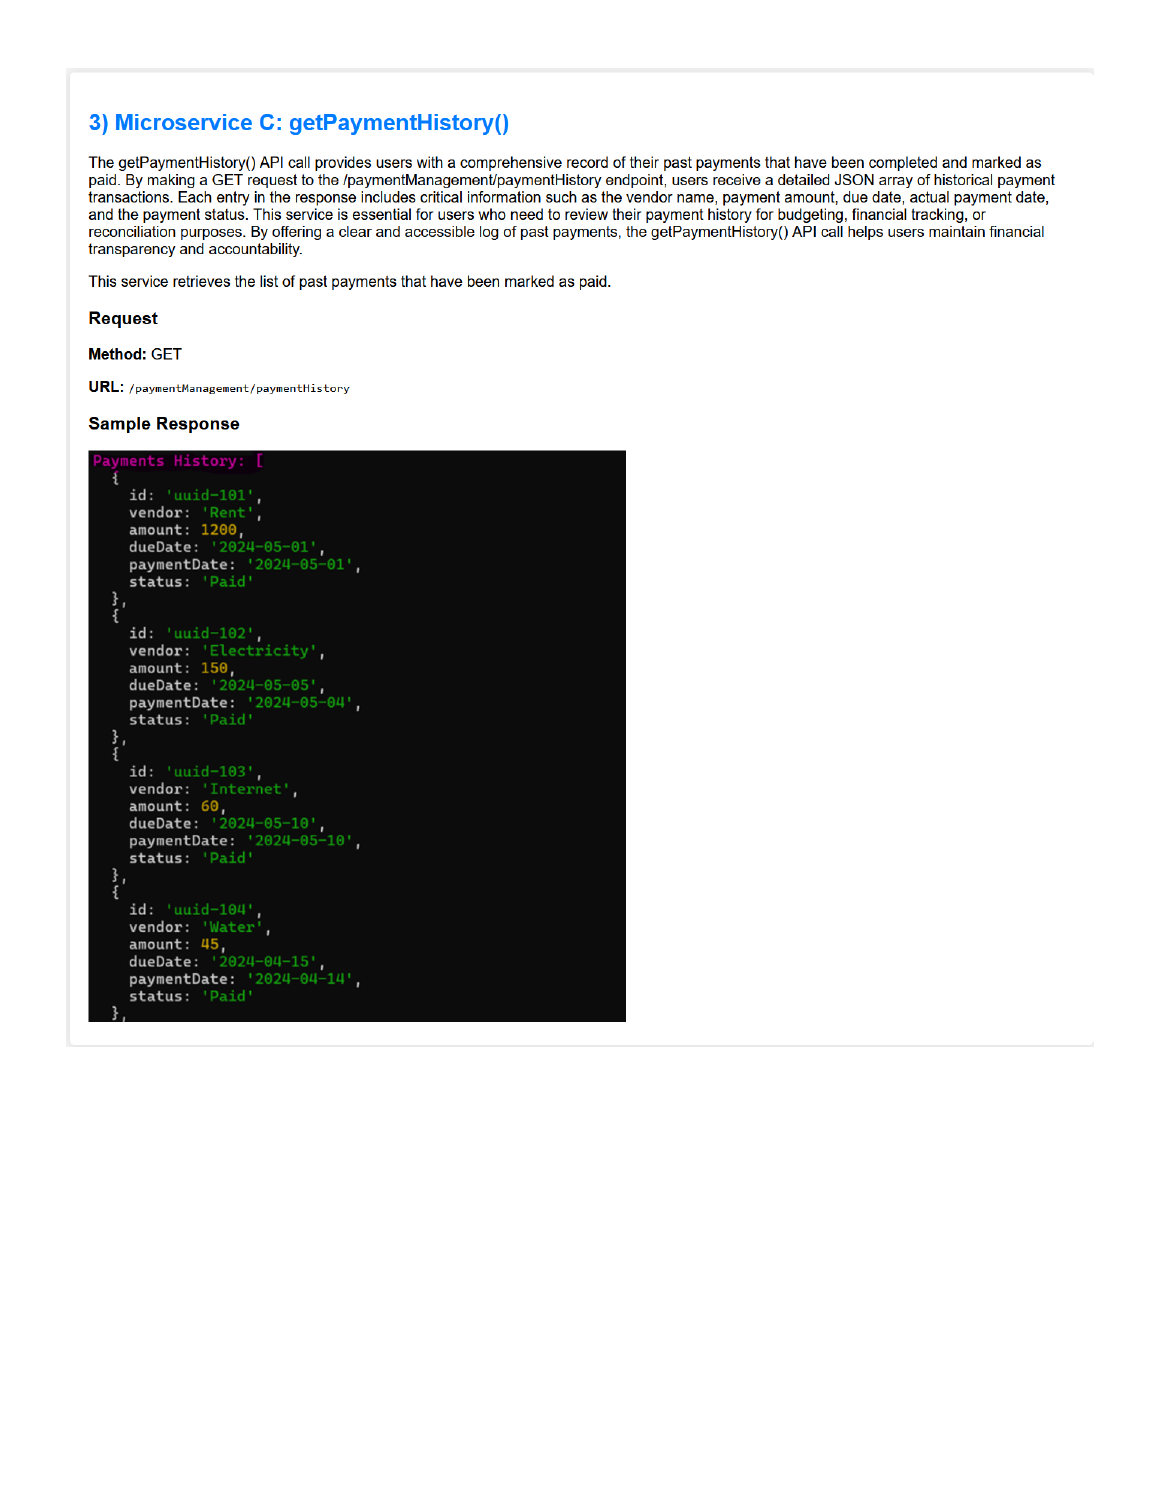 3) Microservice C: getPaymentHistory()
The getPaymentHistory() API call provides users with a comprehensive record of their past payments that have been completed and marked as
paid. By making a GET request to the /paymentManagement/paymentHistory endpoint, users receive a detailed JSON array of historical payment
transactions. Each entry in the response includes critical information such as the vendor name, payment amount, due date, actual payment date,
and the payment status. This service is essential for users who need to review their payment history for budgeting, financial tracking, or
reconciliation purposes. By offering a clear and accessible log of past payments, the getPaymentHistory() API call helps users maintain financial
transparency and accountability.
This service retrieves the list of past payments that have been marked as paid.
Request
Method: GET
URL: /paymentManagement/paymentHistory
Sample Response
Payments History: [
{
id: 'uuid-101',
vendor: 'Rent',
amount: 1200,
dueDate: '2024-05-01',
paymentDate: '2024-05-01',
status: 'Paid'
},
{
id: 'uuid-102',
vendor: 'Electricity',
amount: 150,
dueDate: '2024-05-05',
paymentDate: '2024-05-04',
status: 'Paid'
},
{
id: 'uuid-103',
vendor: 'Internet',
amount: 60,
dueDate: '2024-05-10',
paymentDate: '2024-05-10',
status: 'Paid'
},
{
id: 'uuid-104',
vendor: 'Water',
amount: 45,
dueDate: '2024-04-15',
paymentDate: '2024-04-14',
status: 'Paid'
},